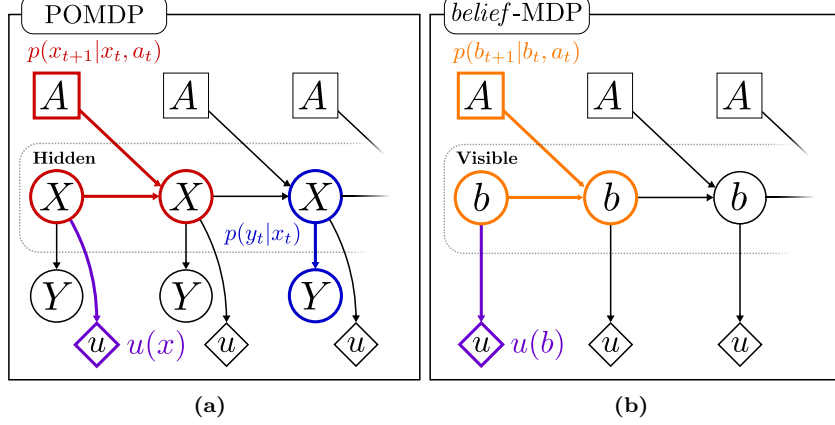 POMDP
p(x_{t+1}|x_t, a_t)
A A A
Hidden
X X X
p(y_t|x_t)
Y Y Y
u u(x) u u
(a)
belief-MDP
p(b_{t+1}|b_t, a_t)
A A A
Visible
b b b
u u(b) u u
(b)